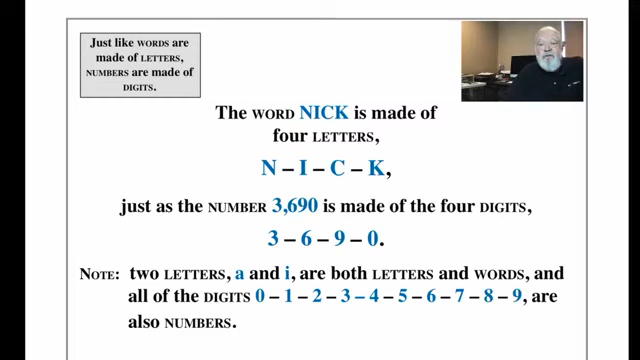 Just like WORDS are
made of LETTERS,
NUMBERS are made of
DIGITS.
The WORD NICK is made of
four LETTERS,
N – I – C – K,
just as the NUMBER 3,690 is made of the four DIGITS,
3 – 6 – 9 – 0.
NOTE: two LETTERS, a and i, are both LETTERS and WORDS, and
all of the DIGITS 0 – 1 – 2 – 3 – 4 – 5 – 6 – 7 – 8 – 9, are
also NUMBERS.